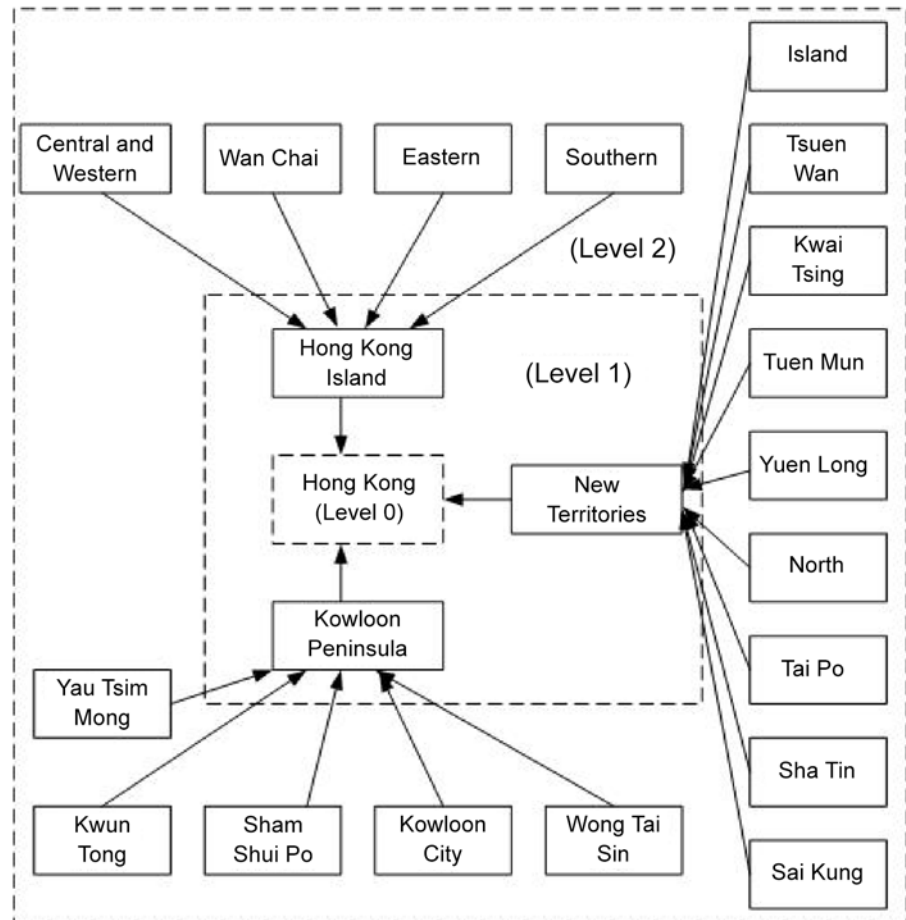 Island
Central and
Western
Wan Chai
Eastern
Southern
Tsuen
Wan
(Level 2)
Kwai
Tsing
Hong Kong
Island
(Level 1)
Tuen Mun
Yuen Long
Hong Kong
(Level 0)
New
Territories
North
Kowloon
Peninsula
Tai Po
Yau Tsim
Mong
Sha Tin
Kwun
Tong
Sham
Shui Po
Kowloon
City
Wong Tai
Sin
Sai Kung